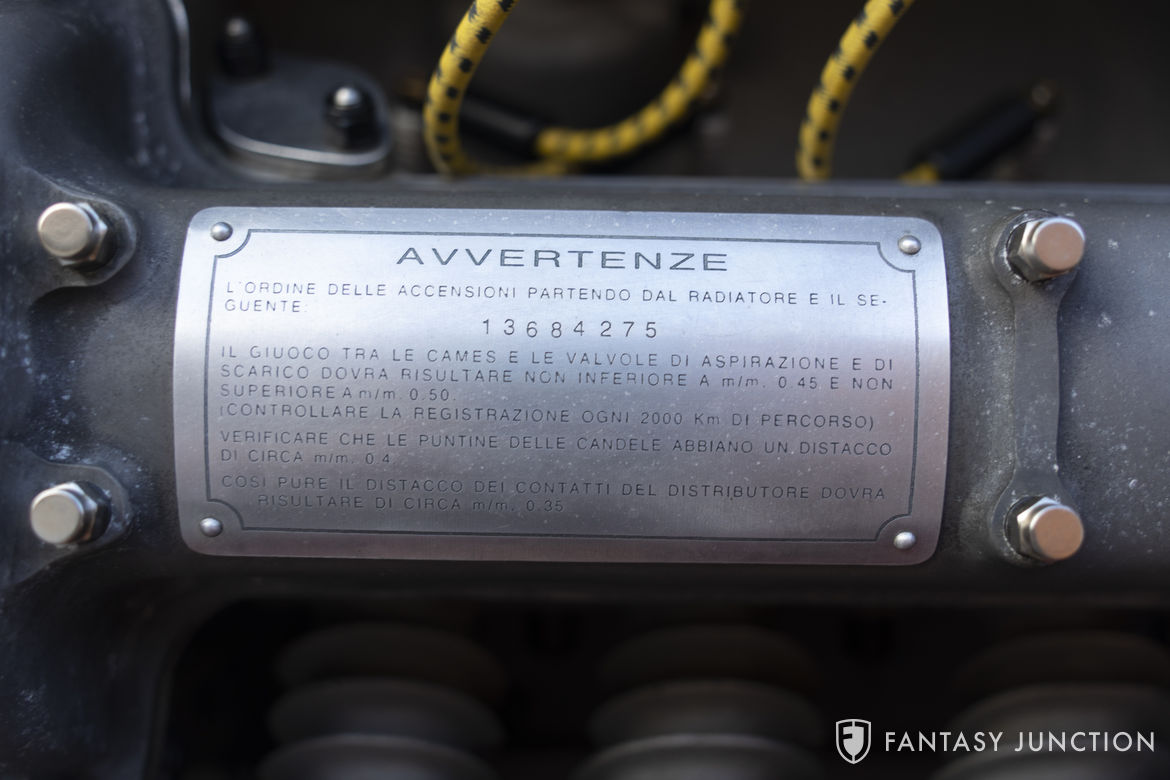 AVVERTENZE
L'ORDINE DELLE ACCENSIONI PARTENDO DAL RADIATORE E IL SE-
GUENTE:
13684275
IL GIUOCO TRA LE CAMES E LE VALVOLE DI ASPIRAZIONE E DI
SCARICO DOVRA RISULTARE NON INFERIORE A m/m. 0.45 E NON
SUPERIORE A m/m. 0.50.
(CONTROLLARE LA REGISTRAZIONE OGNI 2000 Km DI PERCORSO)
VERIFICARE CHE LE PUNTINE DELLE CANDELE ABBIANO UN DISTACCO
DI CIRCA m/m. 0.4
COSI PURE IL DISTACCO DEI CONTATTI DEL DISTRIBUTORE DOVRA
RISULTARE DI CIRCA m/m. 0.35
FANTASY JUNCTION